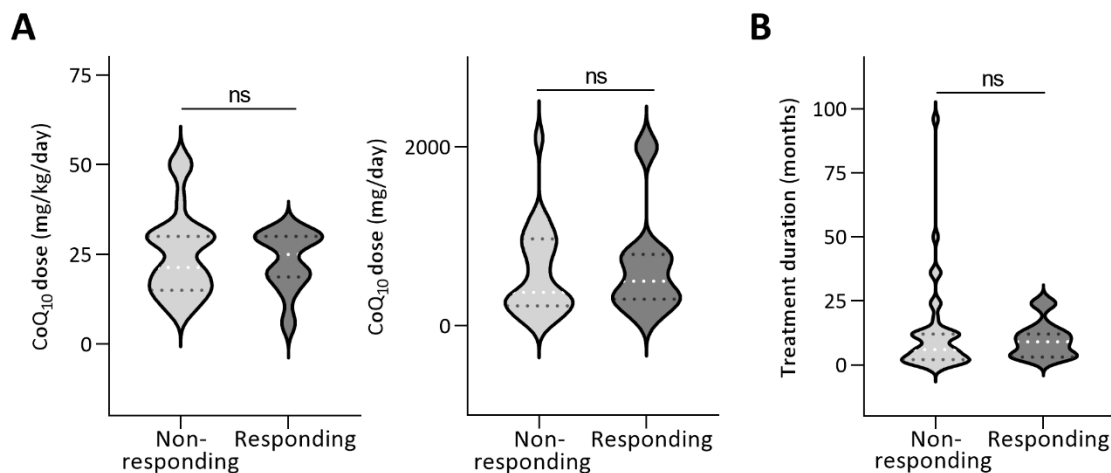 A
CoQ10 dose (mg/kg/day)
75
50
25
0
ns
Non-
responding
Responding
CoQ10 dose (mg/day)
2000
0
ns
Non-
responding
Responding
B
Treatment duration (months)
100
75
50
25
0
ns
Non-
responding
Responding